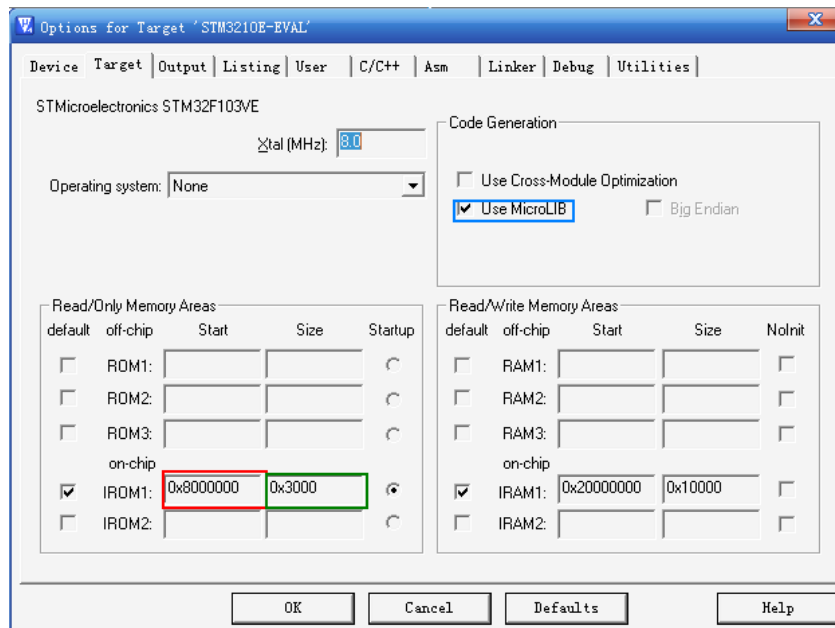 Options for Target 'STM3210E-EVAL'
Device Target Output Listing User C/C++ Asm Linker Debug Utilities
STMicroelectronics STM32F103VE
Xtal (MHz): 8.0
Operating system: None
Code Generation
Use Cross-Module Optimization
Use MicroLIB Big Endian
Read/Only Memory Areas
default off-chip Start Size Startup
ROM1:
ROM2:
ROM3:
on-chip
IROM1: 0x8000000 0x3000
IROM2:
Read/Write Memory Areas
default off-chip Start Size NoInit
RAM1:
RAM2:
RAM3:
on-chip
IRAM1: 0x20000000 0x10000
IRAM2:
OK Cancel Defaults Help